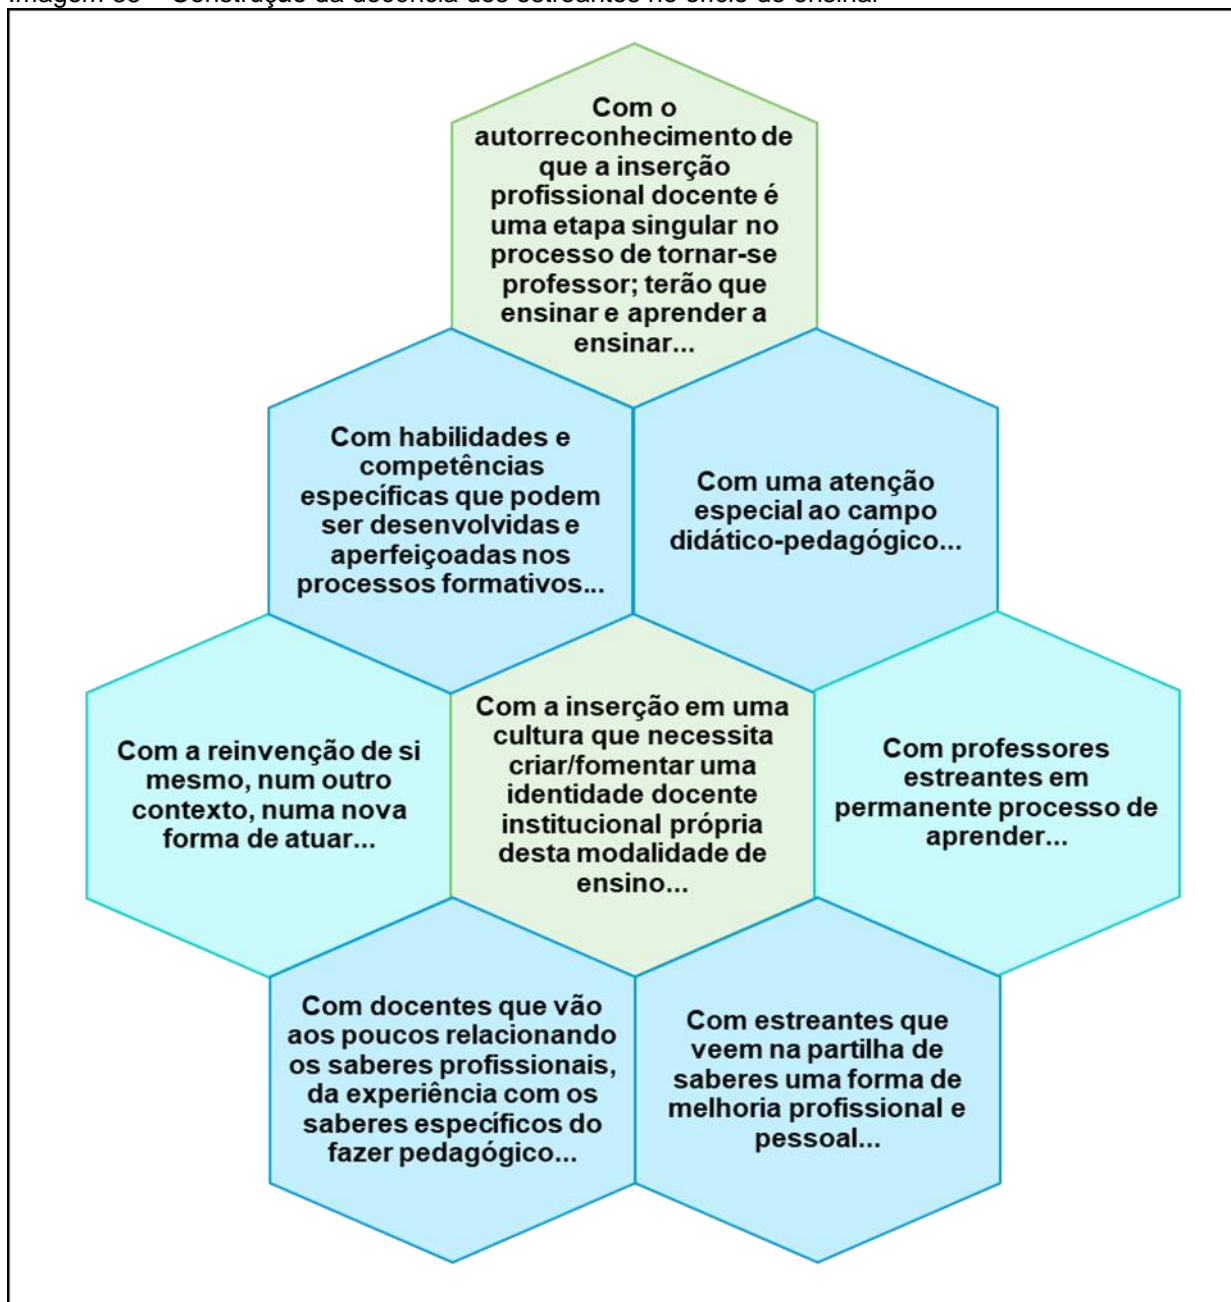 Construção da docência dos estreantes no ofício de ensinar
Com o
autorreconhecimento de
que a inserção
profissional docente é
uma etapa singular no
processo de tornar-se
professor; terão que
ensinar e aprender a
ensinar...
Com habilidades e
competências
específicas que podem
ser desenvolvidas e
aperfeiçoadas nos
processos formativos...
Com uma atenção
especial ao campo
didático-pedagógico...
Com a reinvenção de si
mesmo, num outro
contexto, numa nova
forma de atuar...
Com a inserção em uma
cultura que necessita
criar/fomentar uma
identidade docente
institucional própria
desta modalidade de
ensino...
Com professores
estreantes em
permanente processo de
aprender...
Com docentes que vão
aos poucos relacionando
os saberes profissionais,
da experiência com os
saberes específicos do
fazer pedagógico...
Com estreantes que
veem na partilha de
saberes uma forma de
melhoria profissional e
pessoal...